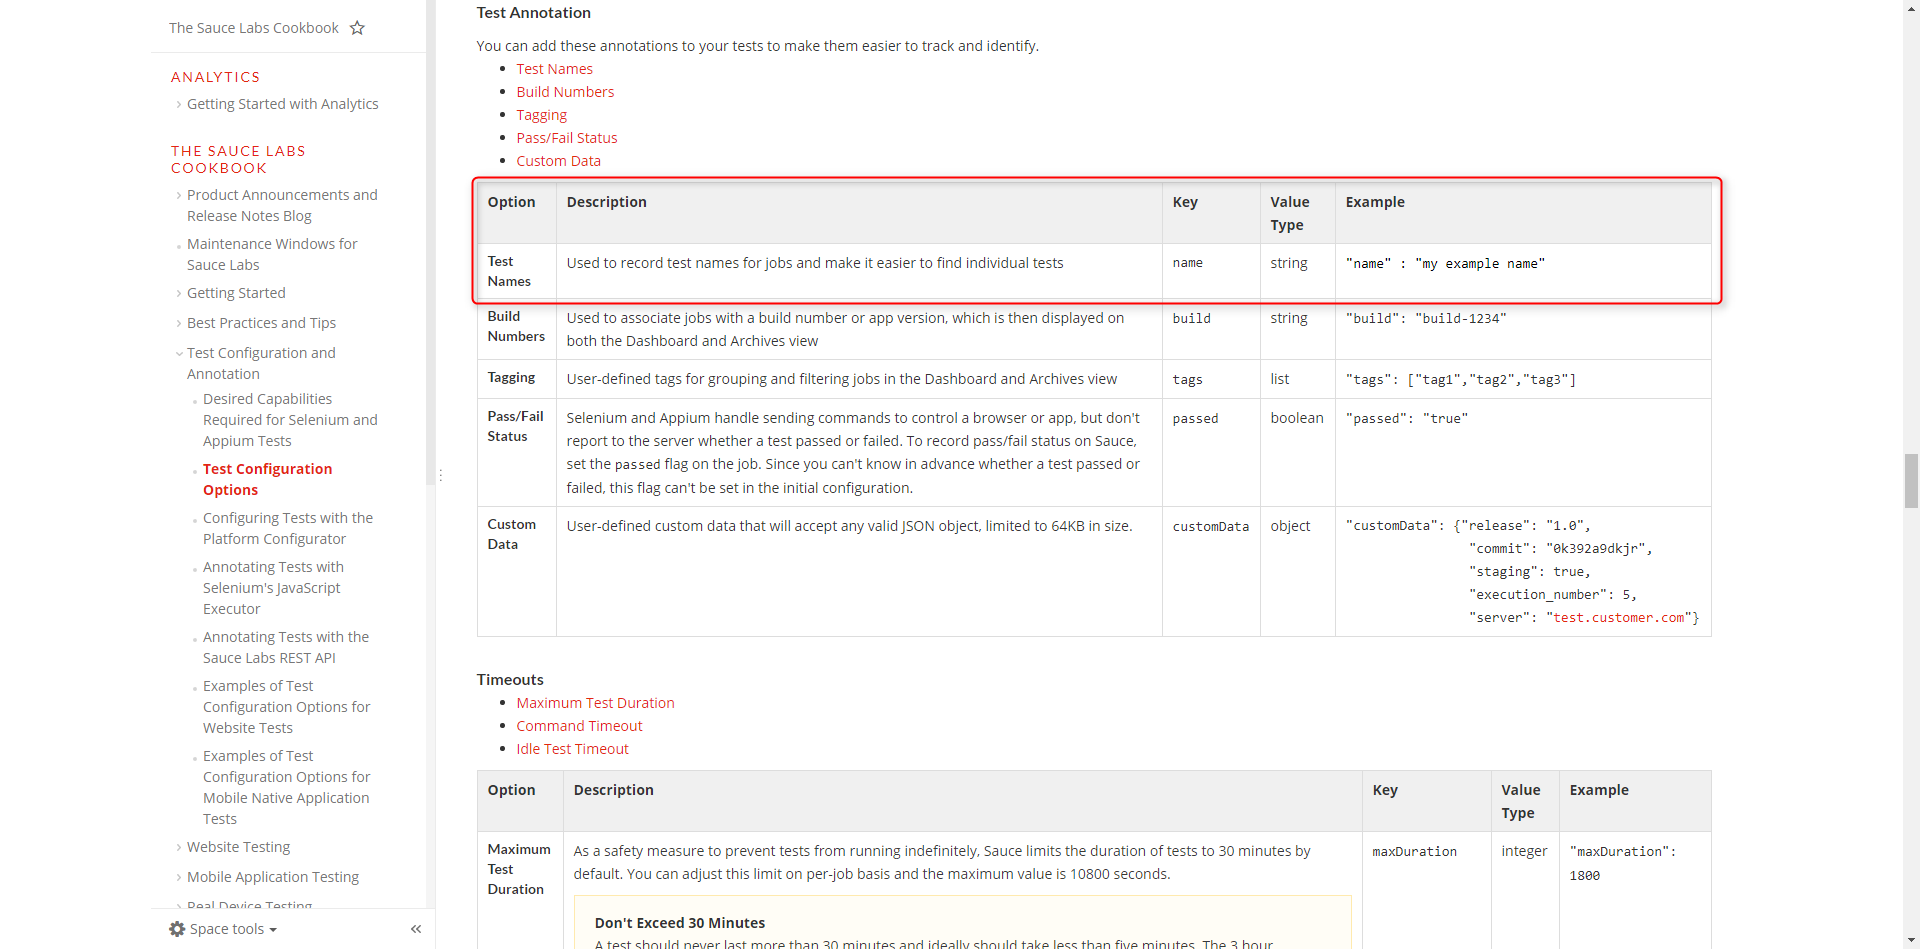 The Sauce Labs Cookbook
ANALYTICS
Getting Started with Analytics
THE SAUCE LABS
COOKBOOK
Product Announcements and
Release Notes Blog
Maintenance Windows for
Sauce Labs
Getting Started
Best Practices and Tips
Test Configuration and
Annotation
Desired Capabilities
Required for Selenium and
Appium Tests
Test Configuration
Options
Configuring Tests with the
Platform Configurator
Annotating Tests with
Selenium's JavaScript
Executor
Annotating Tests with the
Sauce Labs REST API
Examples of Test
Configuration Options for
Website Tests
Examples of Test
Configuration Options for
Mobile Native Application
Tests
Website Testing
Mobile Application Testing
Real Device Testing
Space tools
Test Annotation
You can add these annotations to your tests to make them easier to track and identify.
Test Names
Build Numbers
Tagging
Pass/Fail Status
Custom Data
Option Description Key Value Type Example
Test Names Used to record test names for jobs and make it easier to find individual tests name string "name" : "my example name"
Build Numbers Used to associate jobs with a build number or app version, which is then displayed on
both the Dashboard and Archives view build string "build": "build-1234"
Tagging User-defined tags for grouping and filtering jobs in the Dashboard and Archives view tags list "tags": ["tag1","tag2","tag3"]
Pass/Fail Status Selenium and Appium handle sending commands to control a browser or app, but don't
report to the server whether a test passed or failed. To record pass/fail status on Sauce,
set the passed flag on the job. Since you can't know in advance whether a test passed or
failed, this flag can't be set in the initial configuration. passed boolean "passed": "true"
Custom Data User-defined custom data that will accept any valid JSON object, limited to 64KB in size. customData object "customData": {"release": "1.0",
"commit": "0k392a9dkjr",
"staging": true,
"execution_number": 5,
"server": "test.customer.com"}
Timeouts
Maximum Test Duration
Command Timeout
Idle Test Timeout
Option Description Key Value Type Example
Maximum Test Duration As a safety measure to prevent tests from running indefinitely, Sauce limits the duration of tests to 30 minutes by
default. You can adjust this limit on per-job basis and the maximum value is 10800 seconds. maxDuration integer "maxDuration":
1800
Don't Exceed 30 Minutes
A test should never last more than 30 minutes and ideally should take less than five minutes. The 3 hour